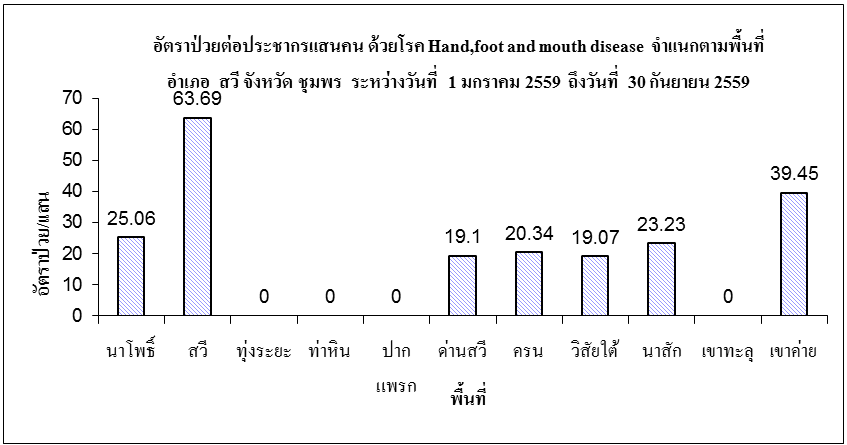 อัตราป่วยต่อประชากรแสนคน ด้วยโรค Hand,foot and mouth disease จำแนกตามพื้นที่
อำเภอ สวี จังหวัด ชุมพร ระหว่างวันที่ 1 มกราคม 2559 ถึงวันที่ 30 กันยายน 2559
อัตราป่วย/แสน
70
60
50
40
30
20
10
0
25.06
63.69
0
0
0
19.1
20.34
19.07
23.23
0
39.45
นาโพธิ์
สวี
ทุ่งระยะ
ท่าหิน
ปาก
แพรก
ด่านสวี
ครน
วิสัยใต้
นาสัก
เขาทะลุ
เขาค่าย
พื้นที่